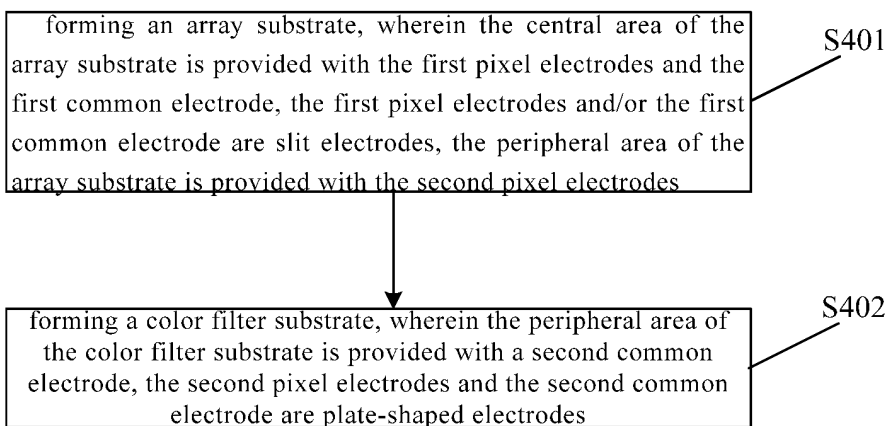 forming an array substrate, wherein the central area of the
array substrate is provided with the first pixel electrodes and the
first common electrode, the first pixel electrodes and/or the first
common electrode are slit electrodes, the peripheral area of the
array substrate is provided with the second pixel electrodes
S401
forming a color filter substrate, wherein the peripheral area of
the color filter substrate is provided with a second common
electrode, the second pixel electrodes and the second common
electrode are plate-shaped electrodes
S402